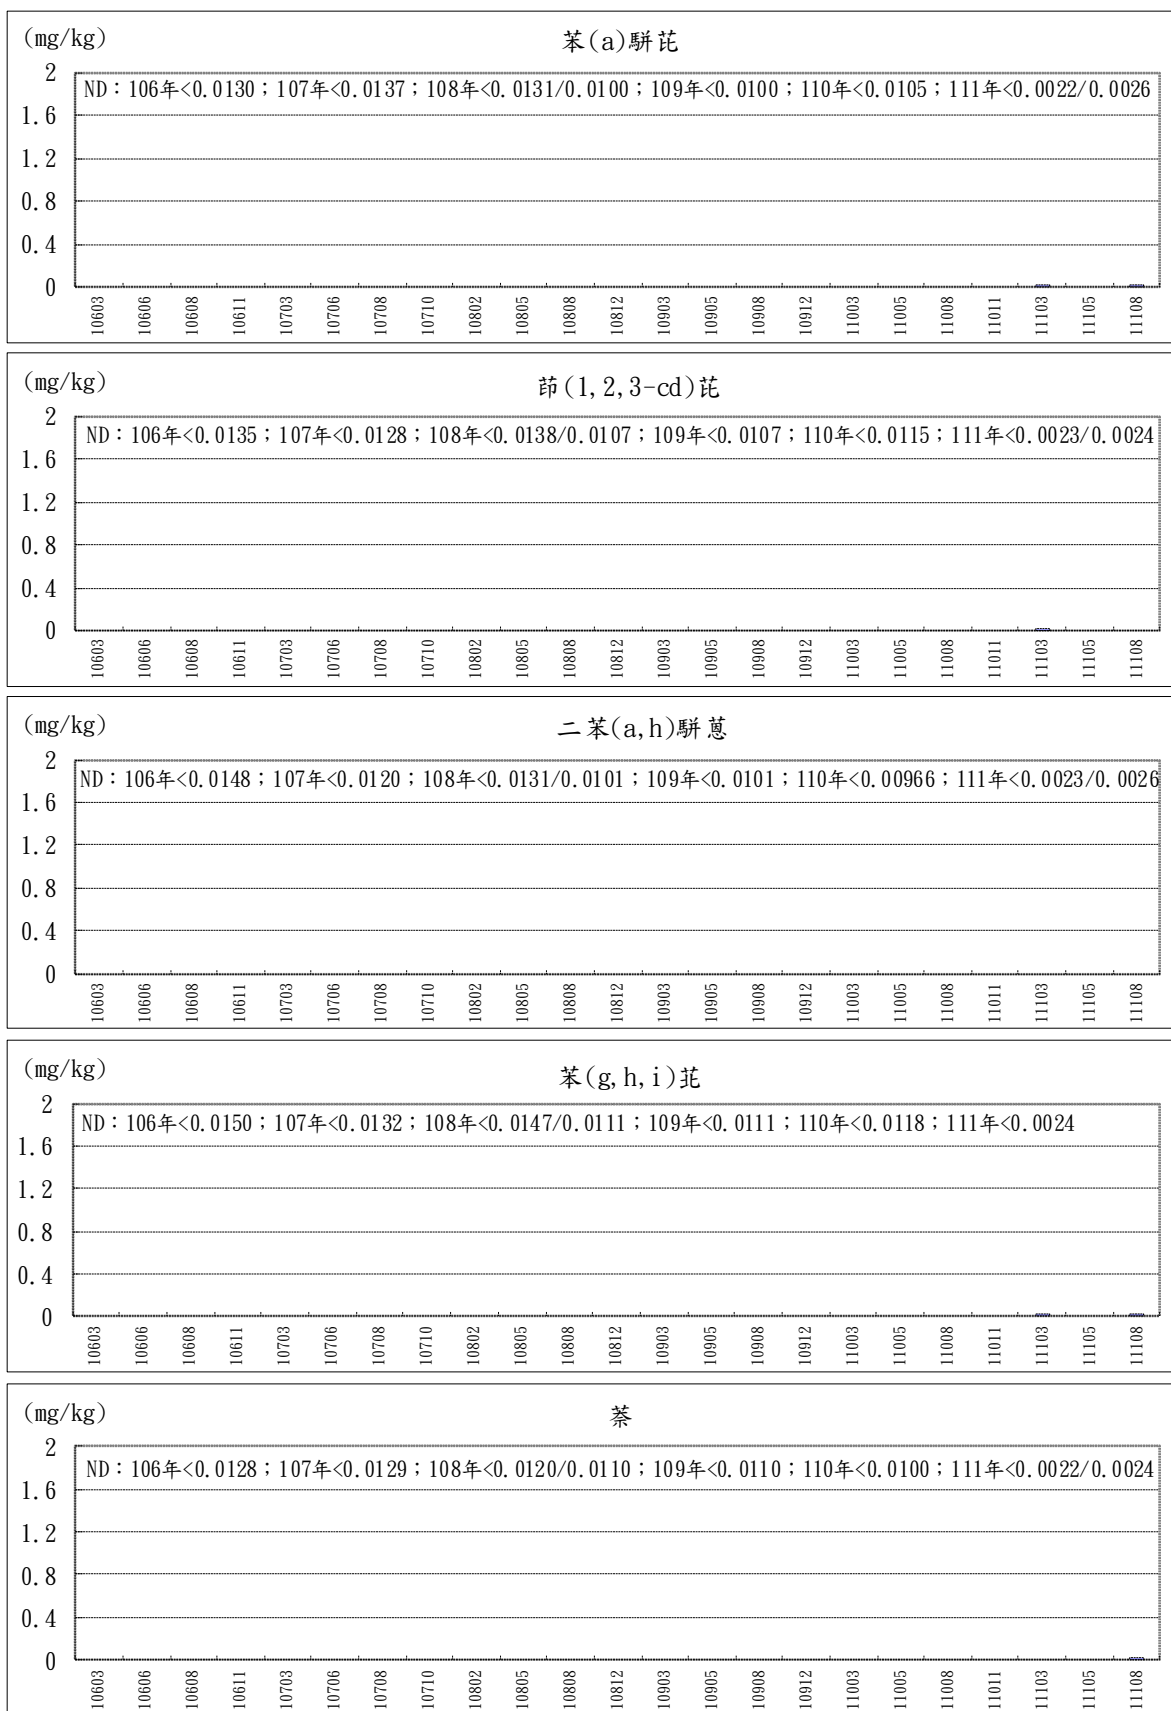 (mg/kg)
苯(a)駢芘
2
ND：106年<0.0130；107年<0.0137；108年<0.0131/0.0100；109年<0.0100；110年<0.0105；111年<0.0022/0.0026
1.6
1.2
0.8
0.4
0
10603 10606 10608 10611 10703 10706 10708 10710 10802 10805 10808 10812 10903 10905 10908 10912 11003 11005 11008 11011 11103 11105 11108
(mg/kg)
茚(1,2,3-cd)芘
2
ND：106年<0.0135；107年<0.0128；108年<0.0138/0.0107；109年<0.0107；110年<0.0115；111年<0.0023/0.0024
1.6
1.2
0.8
0.4
0
10603 10606 10608 10611 10703 10706 10708 10710 10802 10805 10808 10812 10903 10905 10908 10912 11003 11005 11008 11011 11103 11105 11108
(mg/kg)
二苯(a,h)駢蒽
2
ND：106年<0.0148；107年<0.0120；108年<0.0131/0.0101；109年<0.0101；110年<0.00966；111年<0.0023/0.0026
1.6
1.2
0.8
0.4
0
10603 10606 10608 10611 10703 10706 10708 10710 10802 10805 10808 10812 10903 10905 10908 10912 11003 11005 11008 11011 11103 11105 11108
(mg/kg)
苯(g,h,i)苝
2
ND：106年<0.0150；107年<0.0132；108年<0.0147/0.0111；109年<0.0111；110年<0.0118；111年<0.0024
1.6
1.2
0.8
0.4
0
10603 10606 10608 10611 10703 10706 10708 10710 10802 10805 10808 10812 10903 10905 10908 10912 11003 11005 11008 11011 11103 11105 11108
(mg/kg)
萘
2
ND：106年<0.0128；107年<0.0129；108年<0.0120/0.0110；109年<0.0110；110年<0.0100；111年<0.0022/0.0024
1.6
1.2
0.8
0.4
0
10603 10606 10608 10611 10703 10706 10708 10710 10802 10805 10808 10812 10903 10905 10908 10912 11003 11005 11008 11011 11103 11105 11108